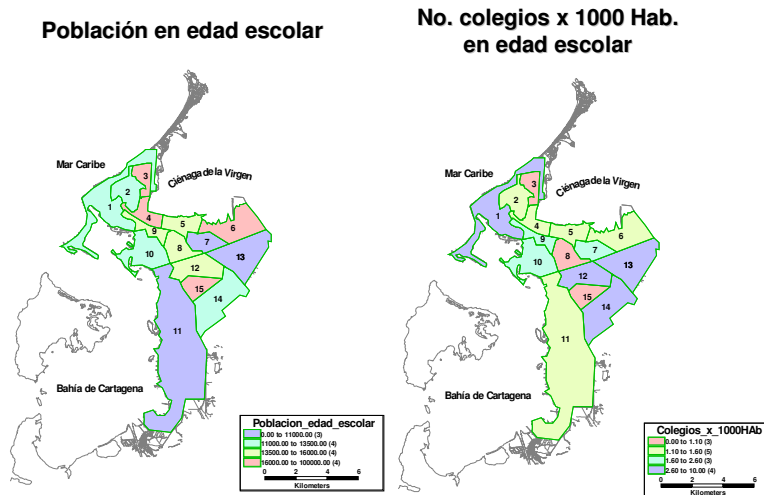 Población en edad escolar
Mar Caribe
Ciénaga de la Virgen
3
2
1
4
5
6
9
8
7
10
13
12
15
14
11
Bahía de Cartagena
Poblacion_edad_escolar
0.00 to 11000.00 (3)
11000.00 to 13500.00 (4)
13500.00 to 16000.00 (4)
16000.00 to 100000.00 (4)
0 2 4 6
Kilometers
No. colegios x 1000 Hab.
en edad escolar
Mar Caribe
Ciénaga de la Virgen
3
2
1
4
5
6
9
8
7
10
13
12
15
14
11
Bahía de Cartagena
Colegios_x_1000HAb
0.00 to 1.10 (3)
1.10 to 1.60 (5)
1.60 to 2.60 (3)
2.60 to 10.00 (4)
0 2 4 6
Kilometers